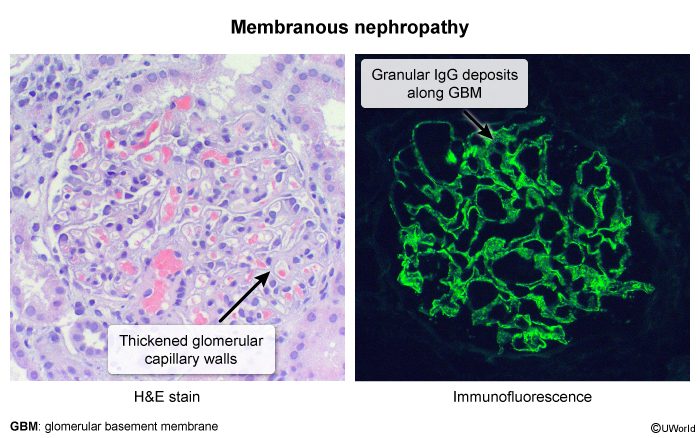 Membranous nephropathy
Granular IgG deposits
along GBM
Thickened glomerular
capillary walls
H&E stain
Immunofluorescence
GBM: glomerular basement membrane
©UWorld